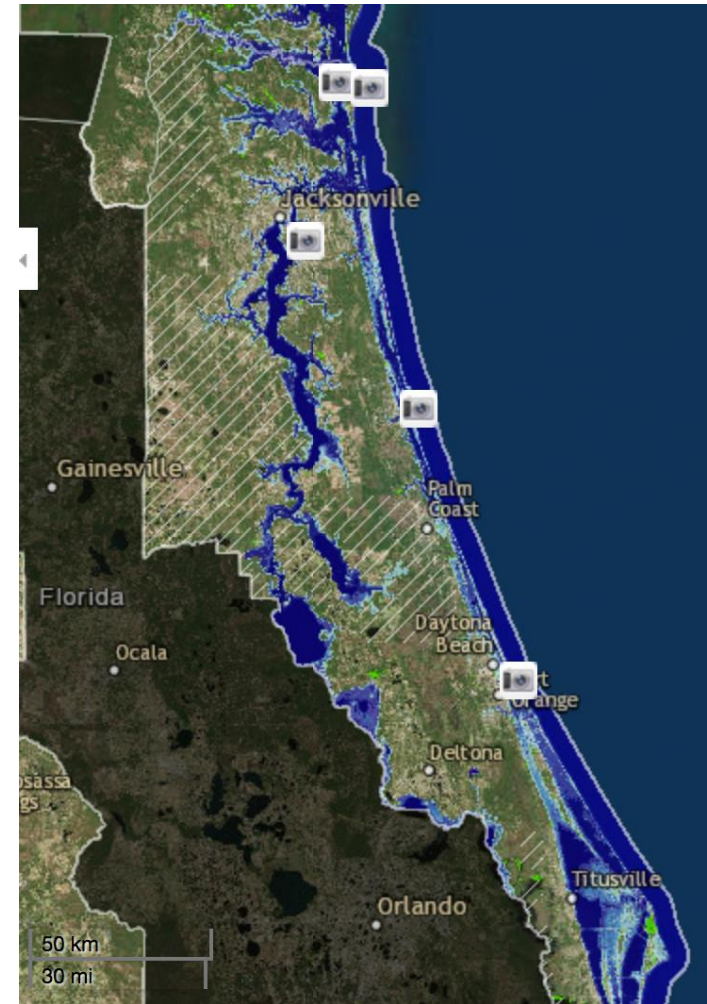 Jacksonville
Gainesville
Palm
Coast
Florida
Daytona
Beach
Ocala
Orange
Deltona
Titusville
Orlando
50 km
30 mi